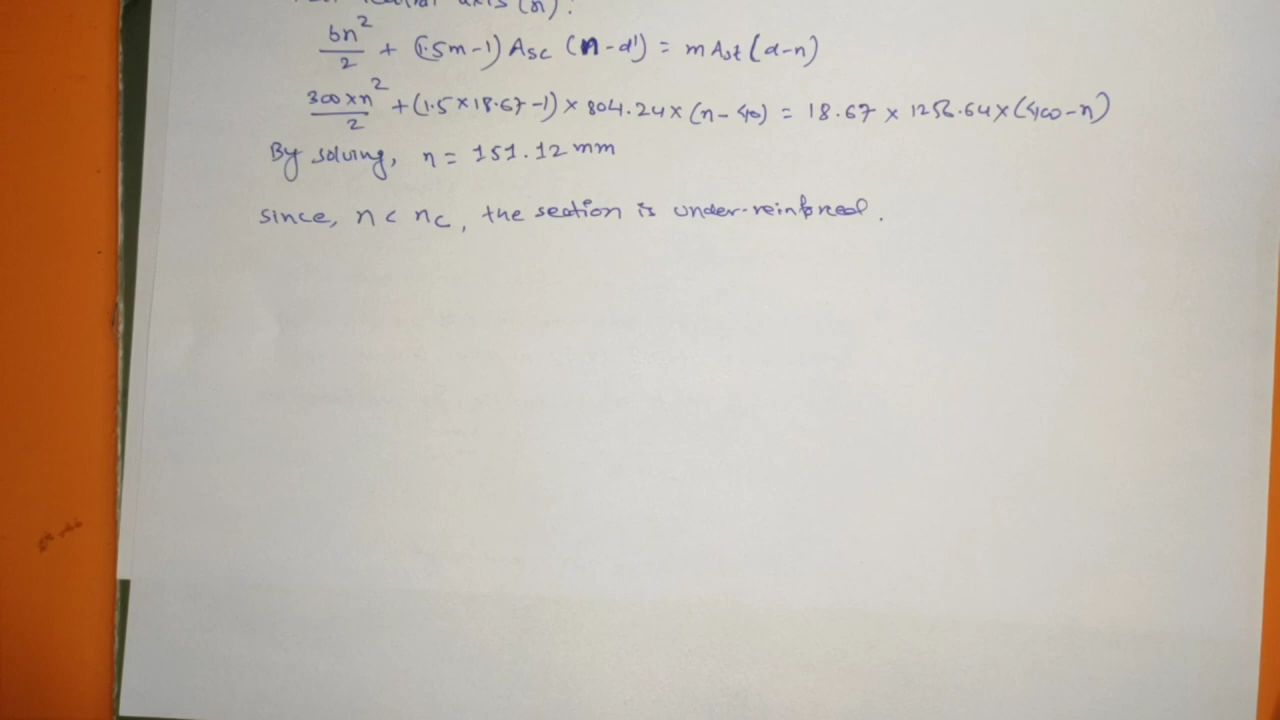 axis (n):
bn²/2 + (1.5m-1) Asc (n-d') = m Ast (d-n)
300×n²/2 + (1.5×18.67-1) × 804.24 × (n-40) = 18.67 × 1256.64 × (400-n)
By solving, n = 151.12 mm
since, n < nc, the section is under-reinforced.